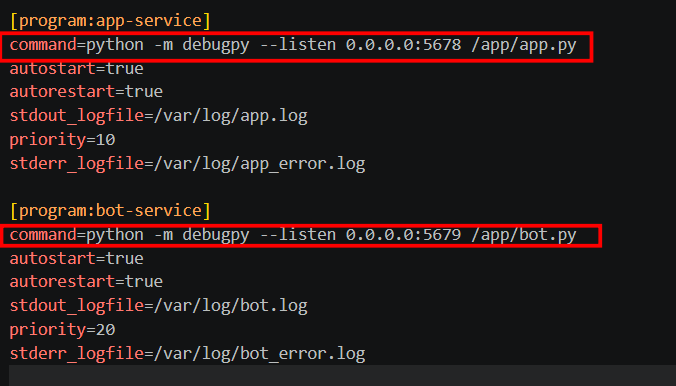 [program:app-service]
command=python -m debugpy --listen 0.0.0.0:5678 /app/app.py
autostart=true
autorestart=true
stdout_logfile=/var/log/app.log
priority=10
stderr_logfile=/var/log/app_error.log
[program:bot-service]
command=python -m debugpy --listen 0.0.0.0:5679 /app/bot.py
autostart=true
autorestart=true
stdout_logfile=/var/log/bot.log
priority=20
stderr_logfile=/var/log/bot_error.log